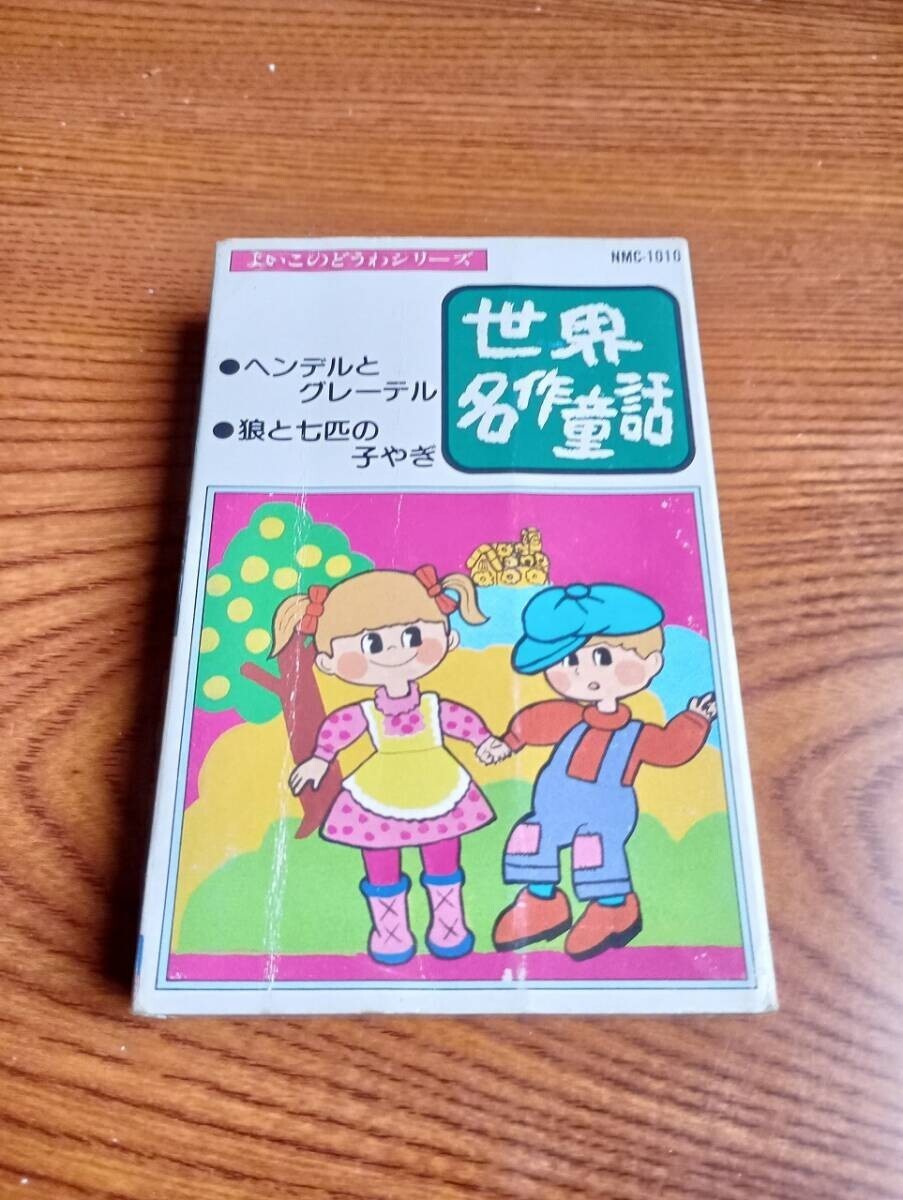 よいこのどうわシリーズ
NMC-1010
世界
名作童話
●ヘンデルと
グレーテル
●狼と七匹の
子やぎ